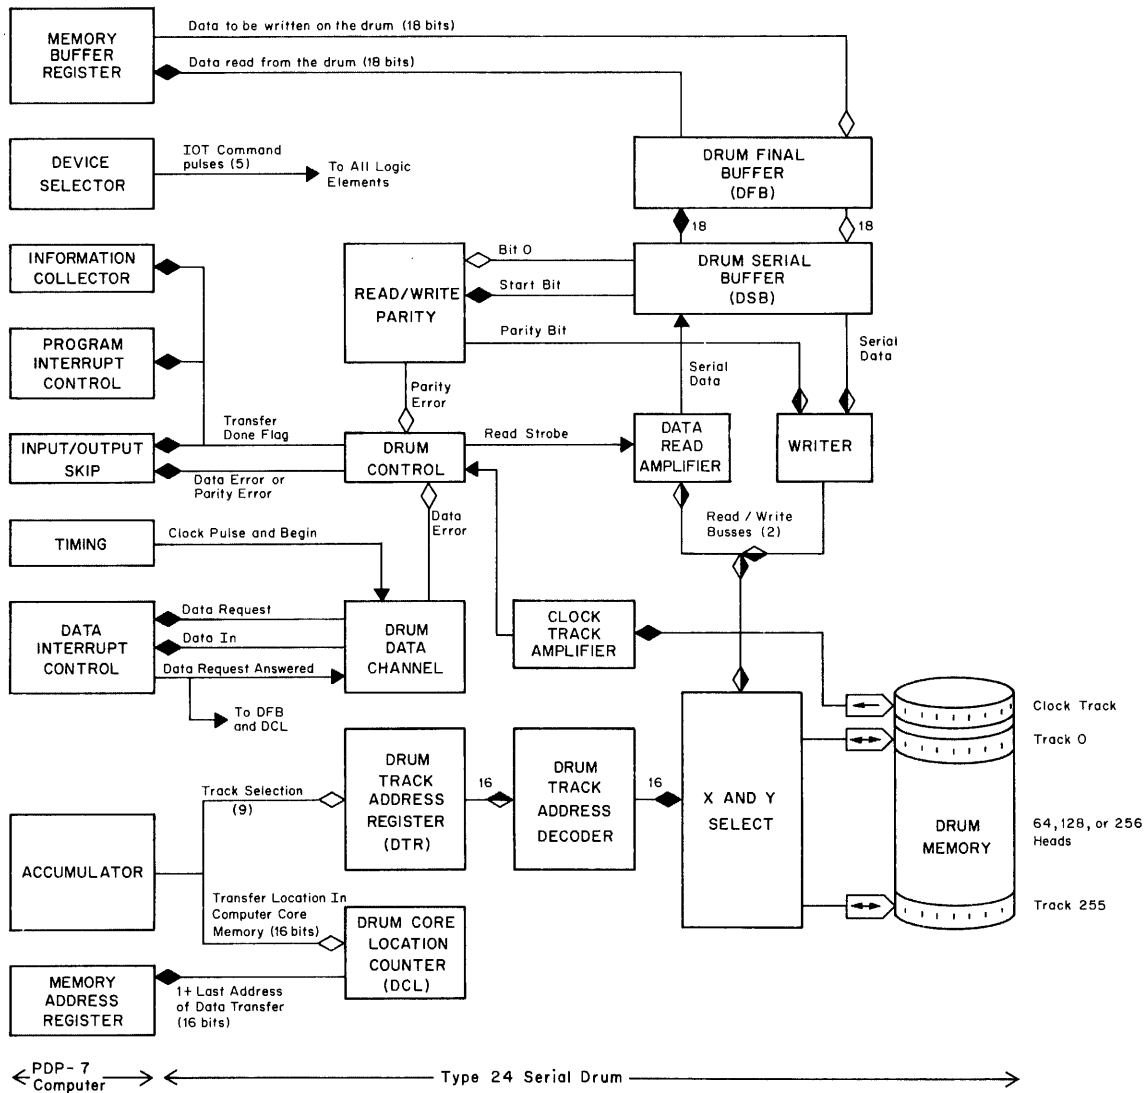 MEMORY
BUFFER
REGISTER
Data to be written on the drum (18 bits)
Data read from the drum (18 bits)
DEVICE
SELECTOR
IOT Command
pulses (5)
To All Logic
Elements
DRUM FINAL
BUFFER
(DFB)
18
18
INFORMATION
COLLECTOR
READ/WRITE
PARITY
Bit 0
Start Bit
Parity Bit
DRUM SERIAL
BUFFER
(DSB)
PROGRAM
INTERRUPT
CONTROL
Serial
Data
Serial
Data
Parity
Error
INPUT/OUTPUT
SKIP
Transfer
Done Flag
Data Error or
Parity Error
DRUM
CONTROL
Read Strobe
DATA
READ
AMPLIFIER
WRITER
Data
Error
Read / Write
Busses (2)
TIMING
Clock Pulse and Begin
DATA
INTERRUPT
CONTROL
Data Request
Data In
Data Request Answered
To DFB
and DCL
DRUM
DATA
CHANNEL
CLOCK
TRACK
AMPLIFIER
Clock Track
Track 0
ACCUMULATOR
Track Selection
(9)
DRUM
TRACK
ADDRESS
REGISTER
(DTR)
16
DRUM
TRACK
ADDRESS
DECODER
16
X AND Y
SELECT
DRUM
MEMORY
64, 128, or 256
Heads
Track 255
Transfer Location In
Computer Core
Memory (16 bits)
DRUM CORE
LOCATION
COUNTER
(DCL)
MEMORY
ADDRESS
REGISTER
1+ Last Address
of Data Transfer
(16 bits)
PDP-7
Computer
Type 24 Serial Drum